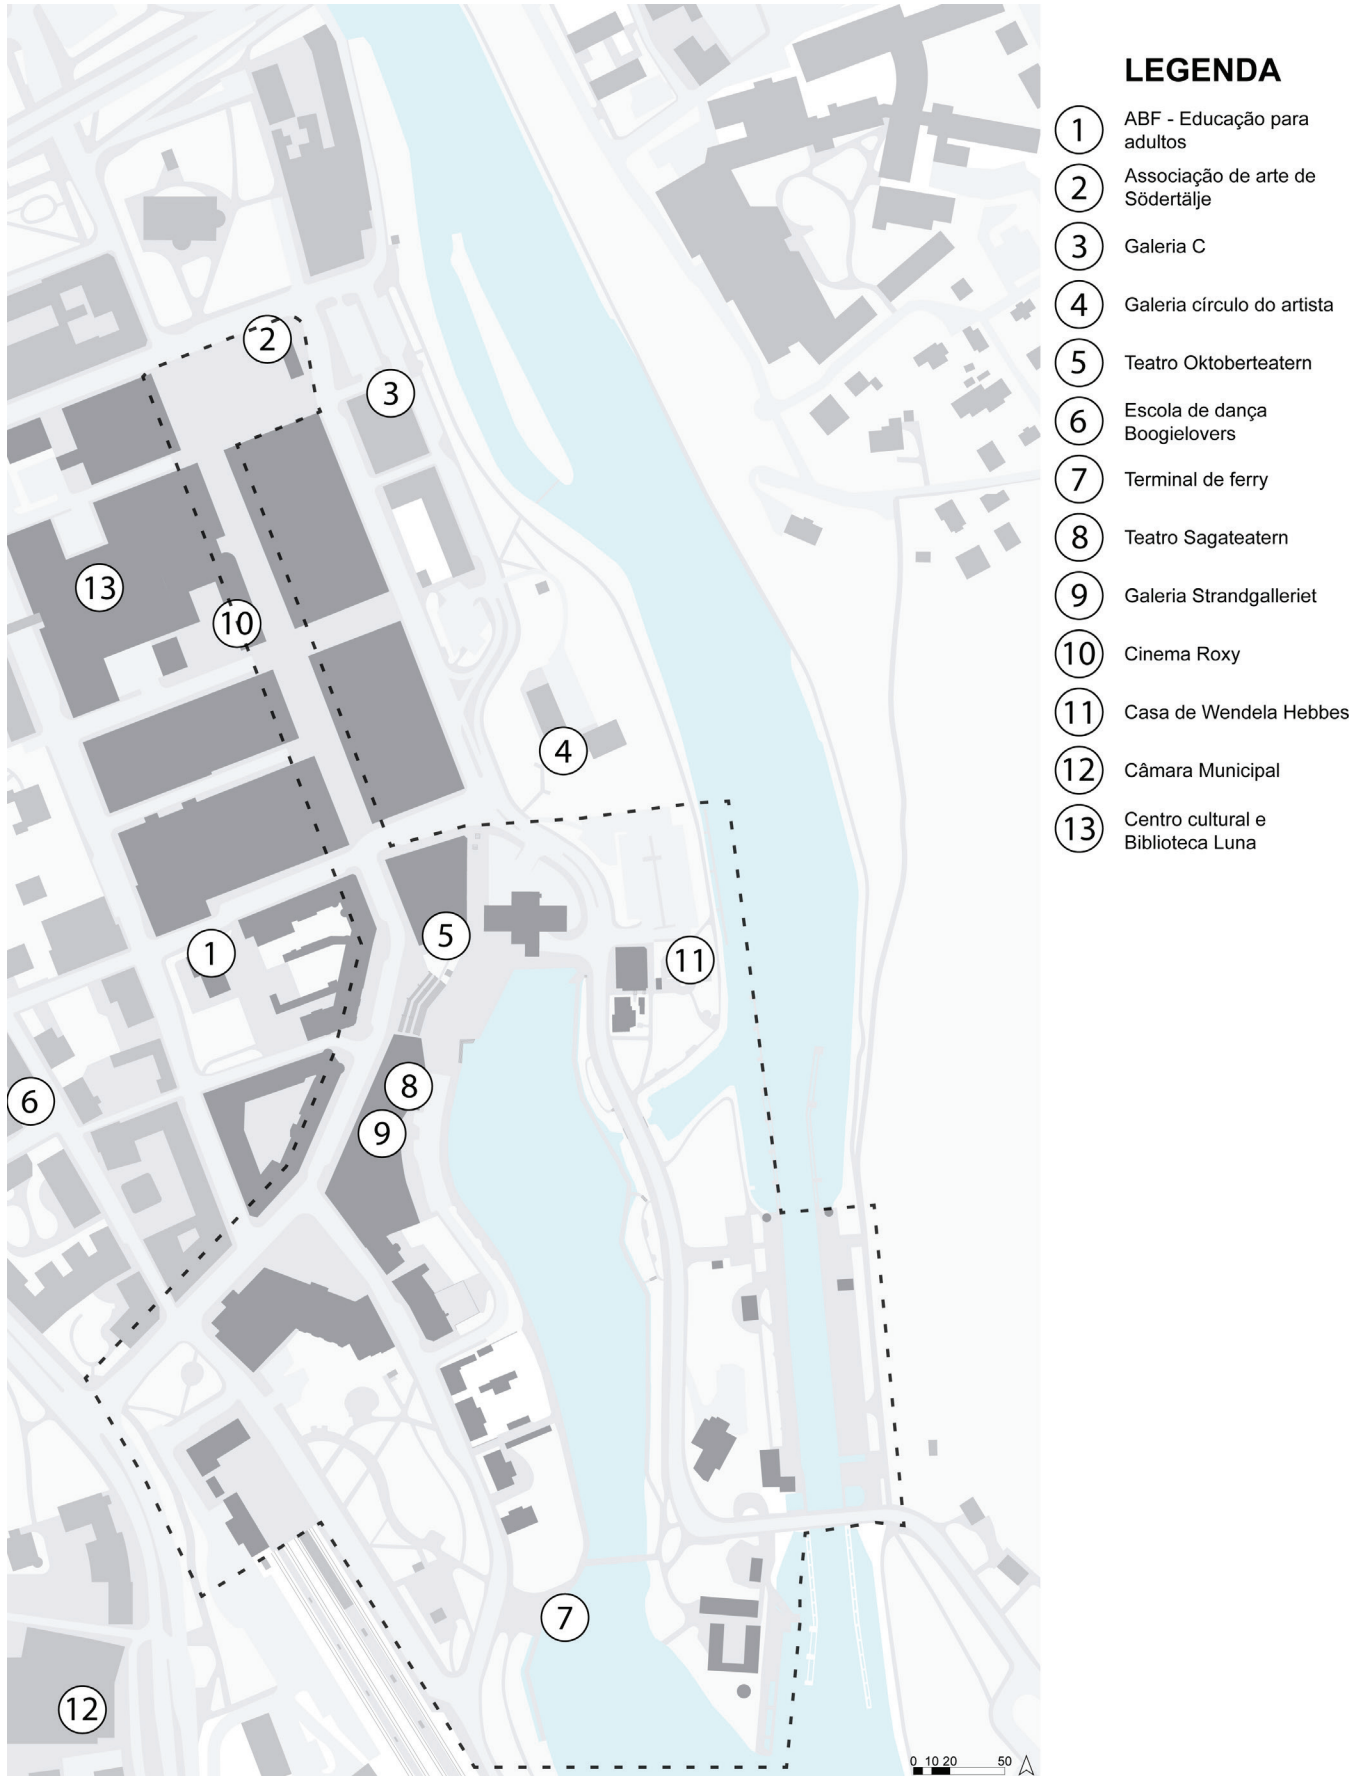 LEGENDA
1 ABF - Educação para
adultos
2 Associação de arte de
Södertälje
3 Galeria C
4 Galeria círculo do artista
5 Teatro Oktoberteatern
6 Escola de dança
Boogielovers
7 Terminal de ferry
8 Teatro Sagateatern
9 Galeria Strandgalleriet
10 Cinema Roxy
11 Casa de Wendela Hebbes
12 Câmara Municipal
13 Centro cultural e
Biblioteca Luna
2
3
13
10
4
5
1
11
8
6
9
7
12
0 10 20 50